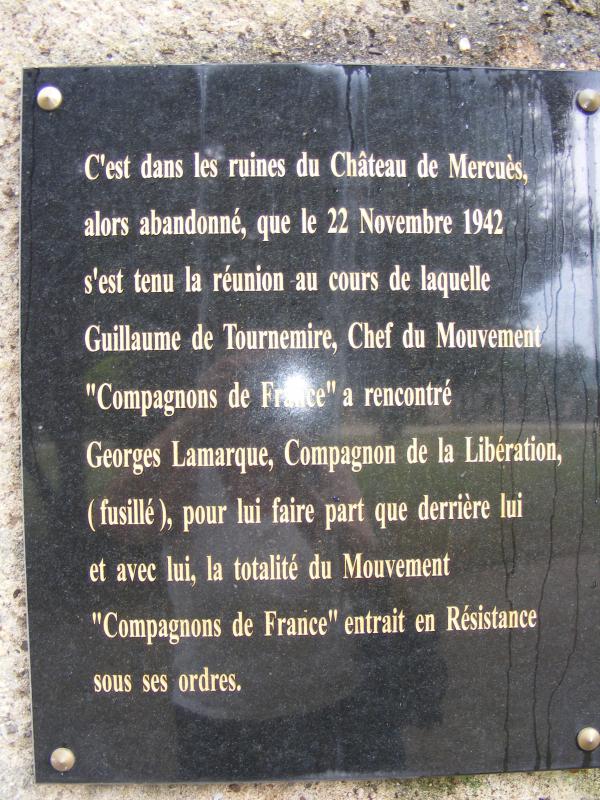 C'est dans les ruines du Château de Mercuès,
alors abandonné, que le 22 Novembre 1942
s'est tenu la réunion au cours de laquelle
Guillaume de Tournemire, Chef du Mouvement
"Compagnons de France" a rencontré
Georges Lamarque, Compagnon de la Libération,
(fusillé), pour lui faire part que derrière lui
et avec lui, la totalité du Mouvement
"Compagnons de France" entrait en Résistance
sous ses ordres.